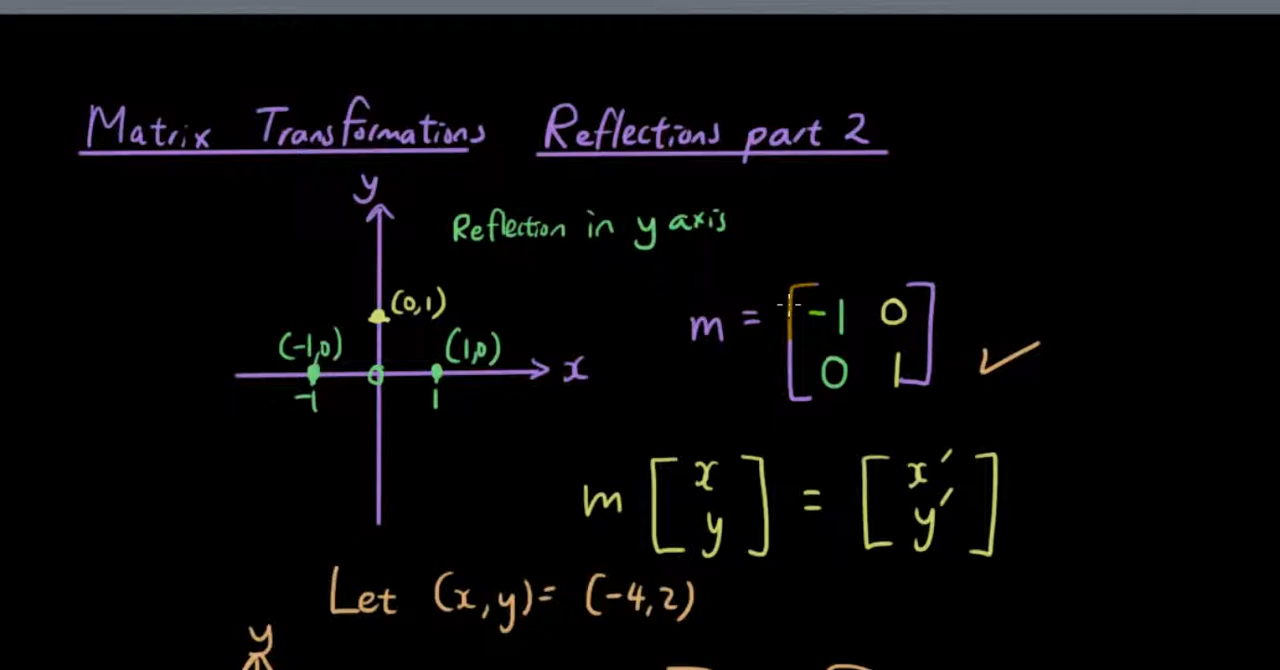 Matrix Transformations Reflections part 2
y
Reflection in y axis
(0,1)
(-1,0) (1,0)
0 x
-1 1
m = [ -1 0
0 1 ]
m [ x
y ] = [ x′
y′ ]
Let (x,y)= (-4,2)
y